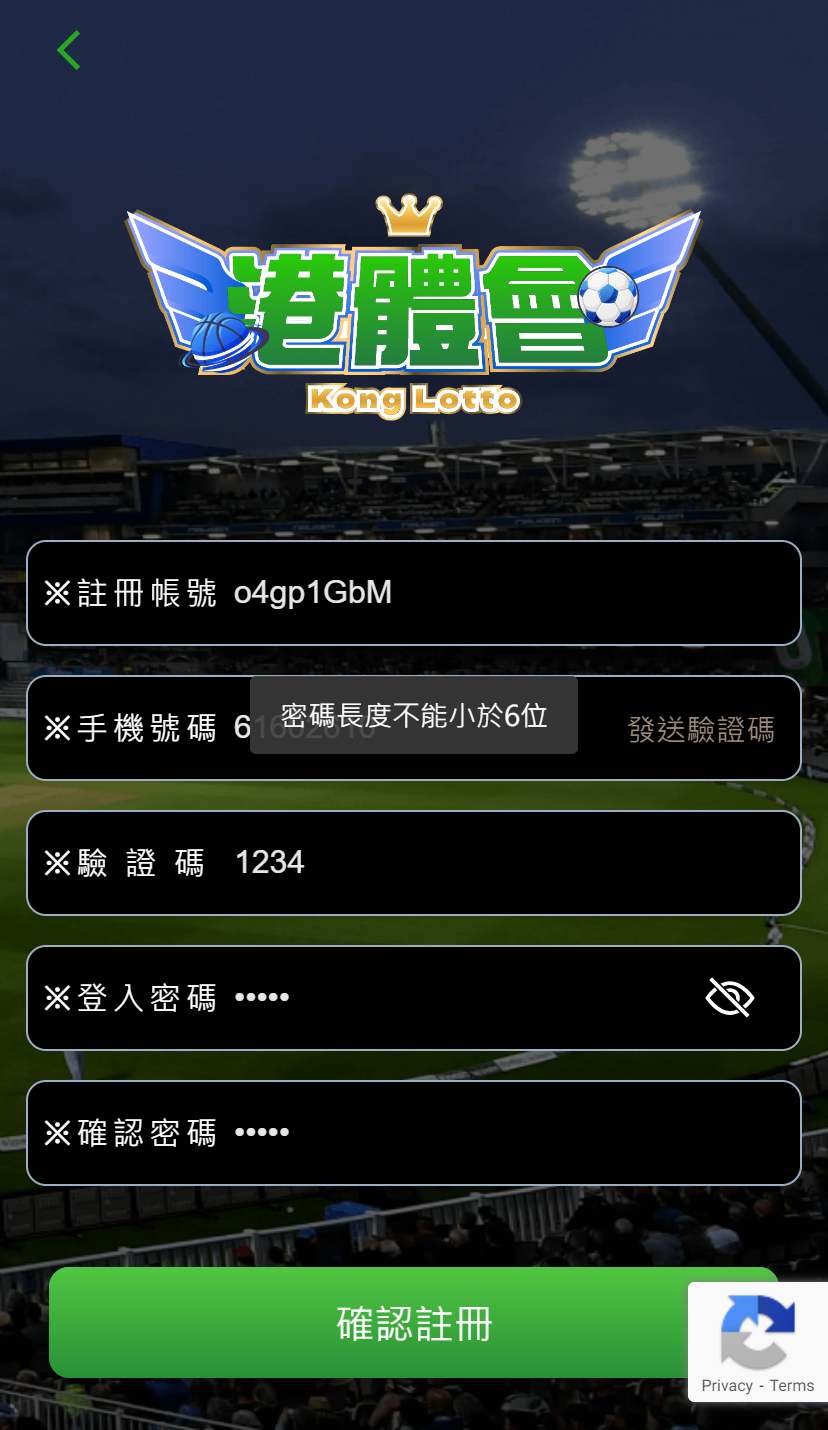 港體會
Kong Lotto
※註冊帳號 o4gp1GbM
密碼長度不能小於6位
※手機號碼 發送驗證碼
※驗證碼 1234
※登入密碼 •••••
※確認密碼 •••••
確認註冊
Privacy - Terms